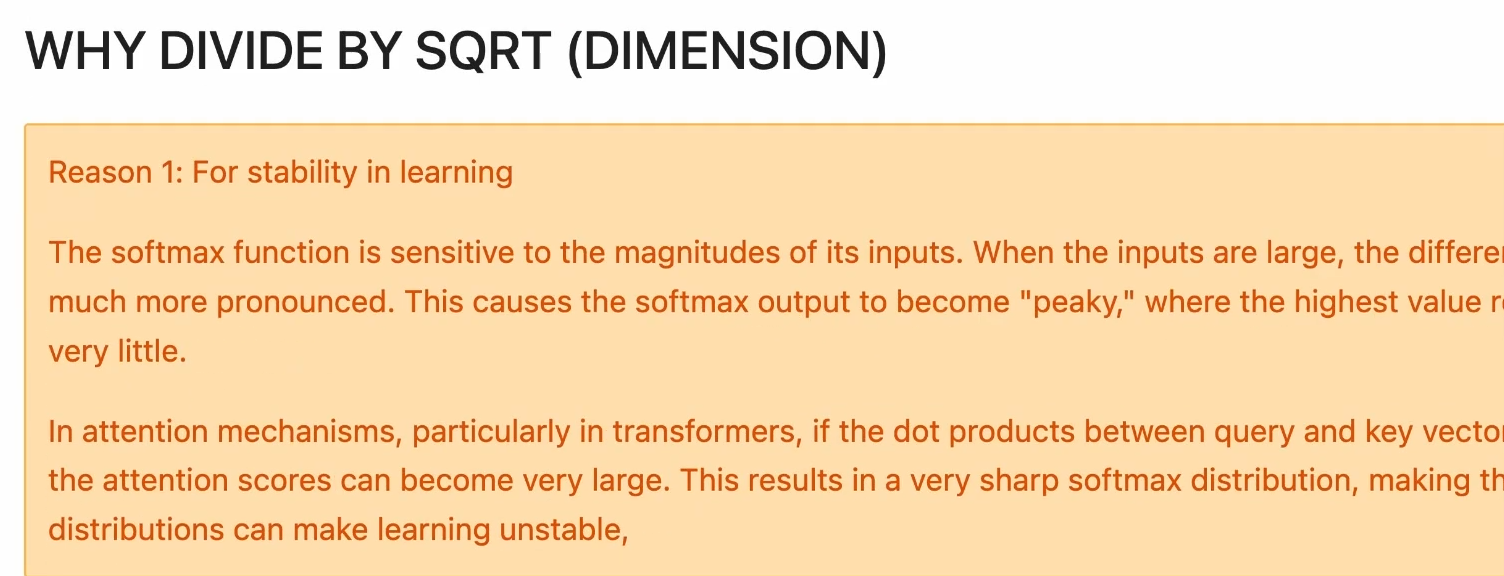 WHY DIVIDE BY SQRT (DIMENSION)
Reason 1: For stability in learning
The softmax function is sensitive to the magnitudes of its inputs. When the inputs are large, the
much more pronounced. This causes the softmax output to become "peaky," where the highest value
very little.
In attention mechanisms, particularly in transformers, if the dot products between query and key
the attention scores can become very large. This results in a very sharp softmax distribution, making
distributions can make learning unstable,